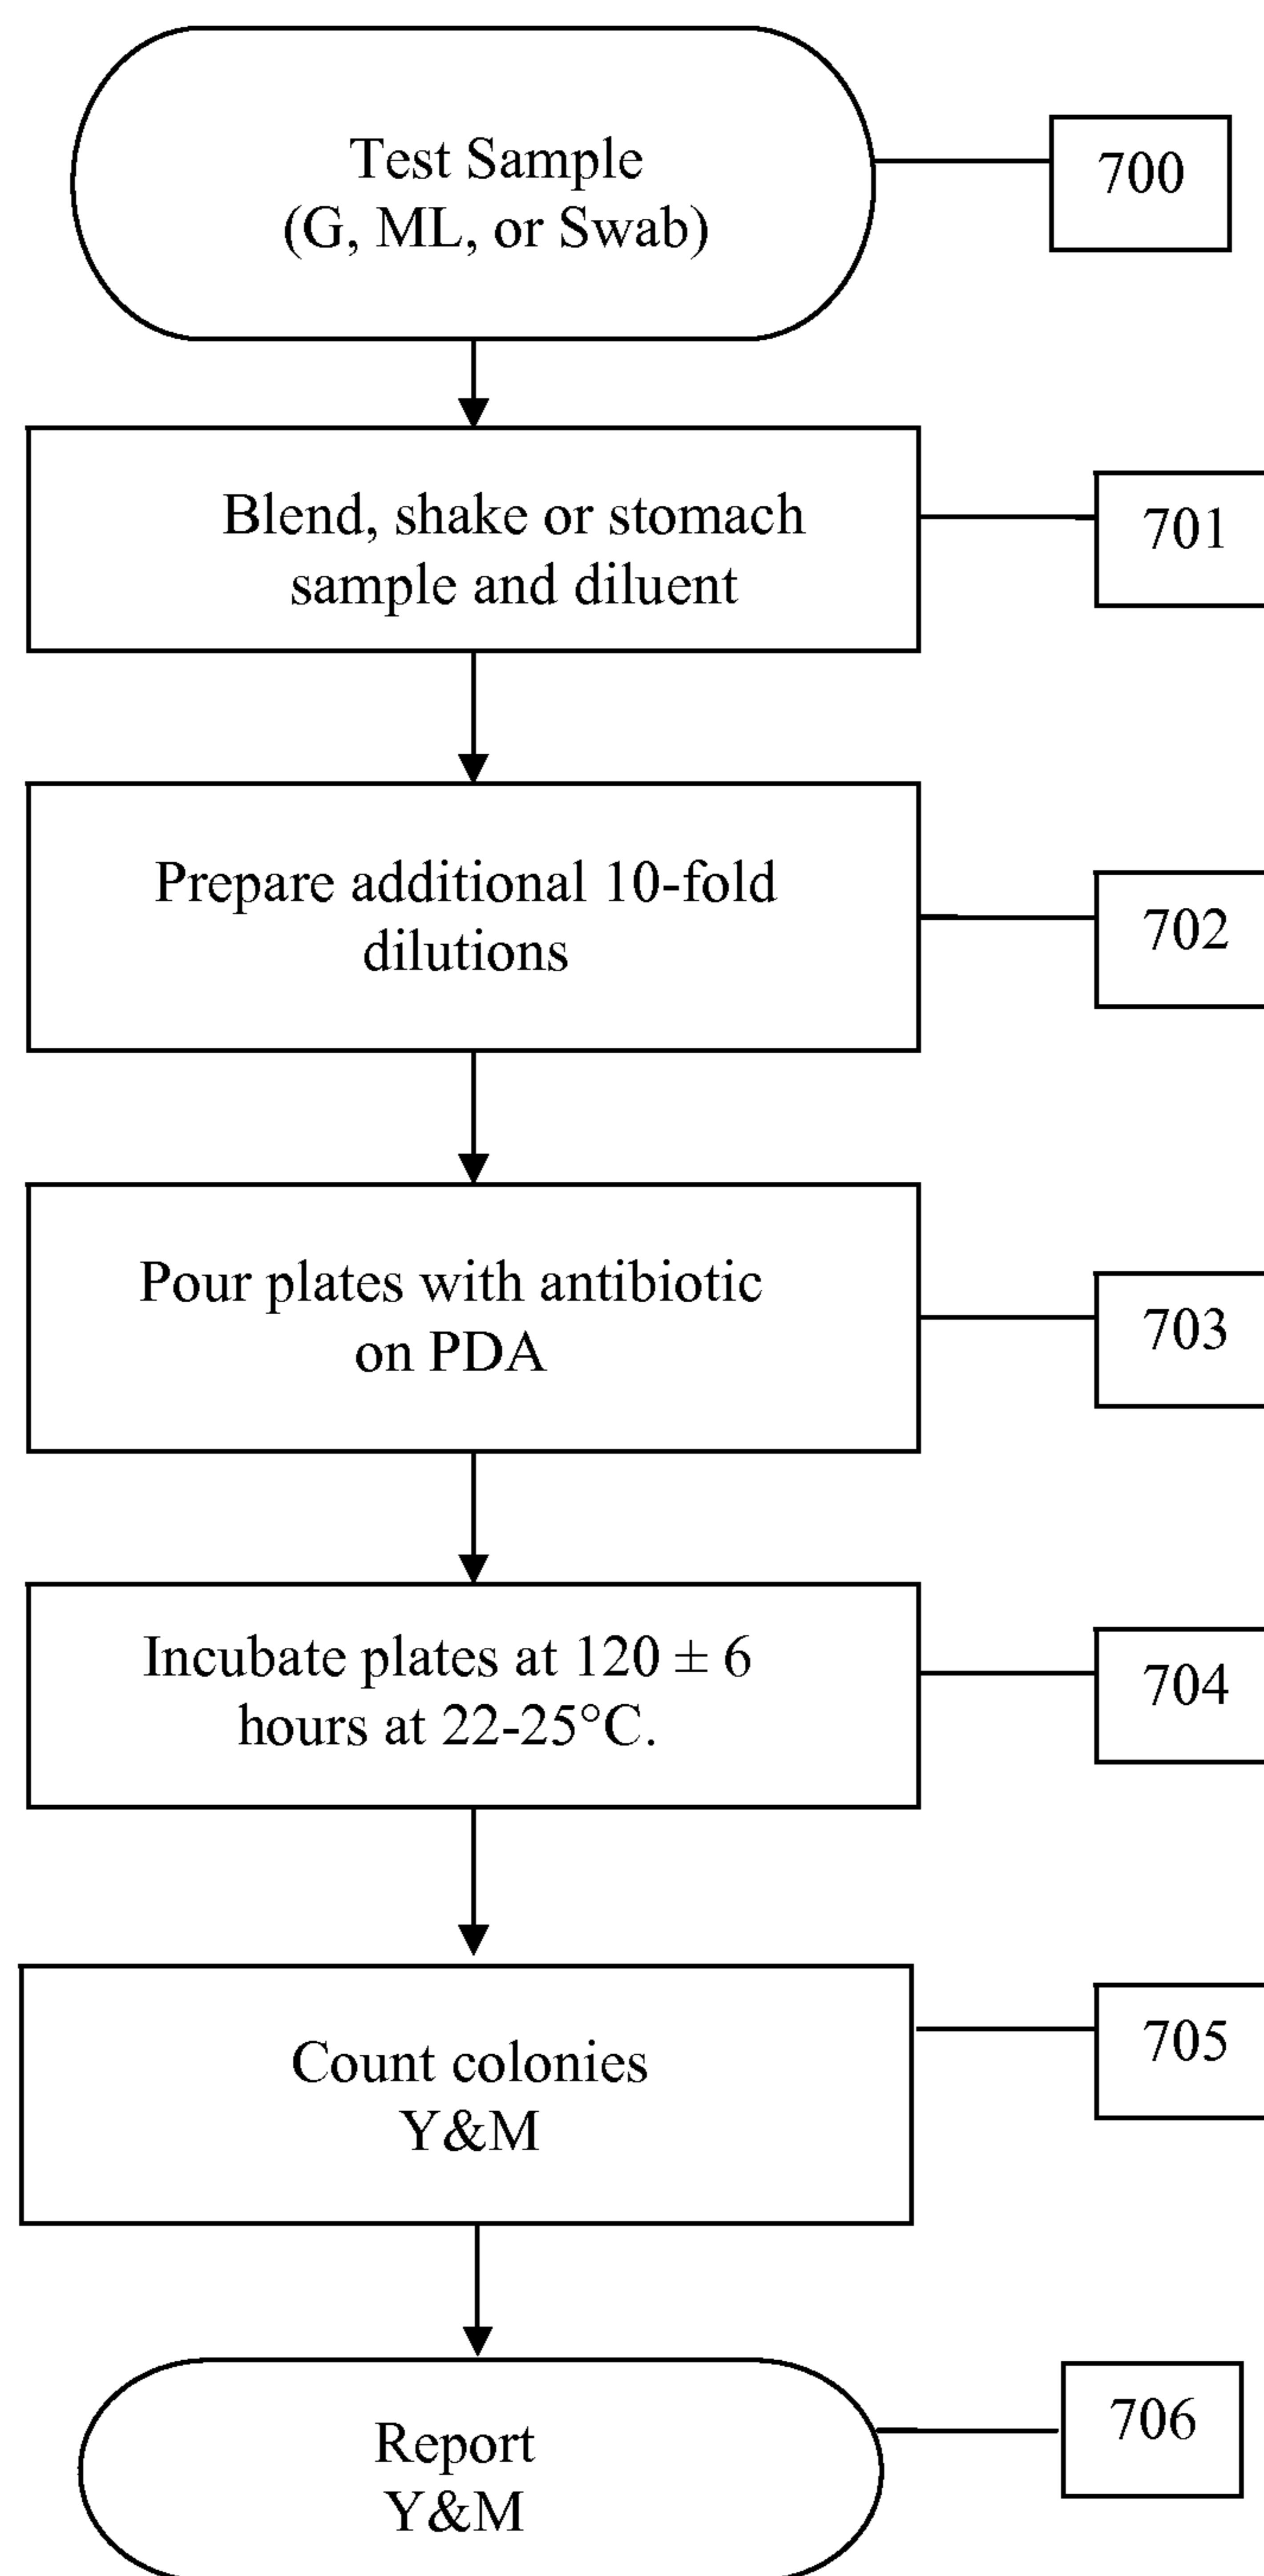 Test Sample
(G, ML, or Swab)
700
Blend, shake or stomach
sample and diluent
701
Prepare additional 10-fold
dilutions
702
Pour plates with antibiotic
on PDA
703
Incubate plates at 120 ± 6
hours at 22-25°C.
704
Count colonies
Y&M
705
Report
Y&M
706